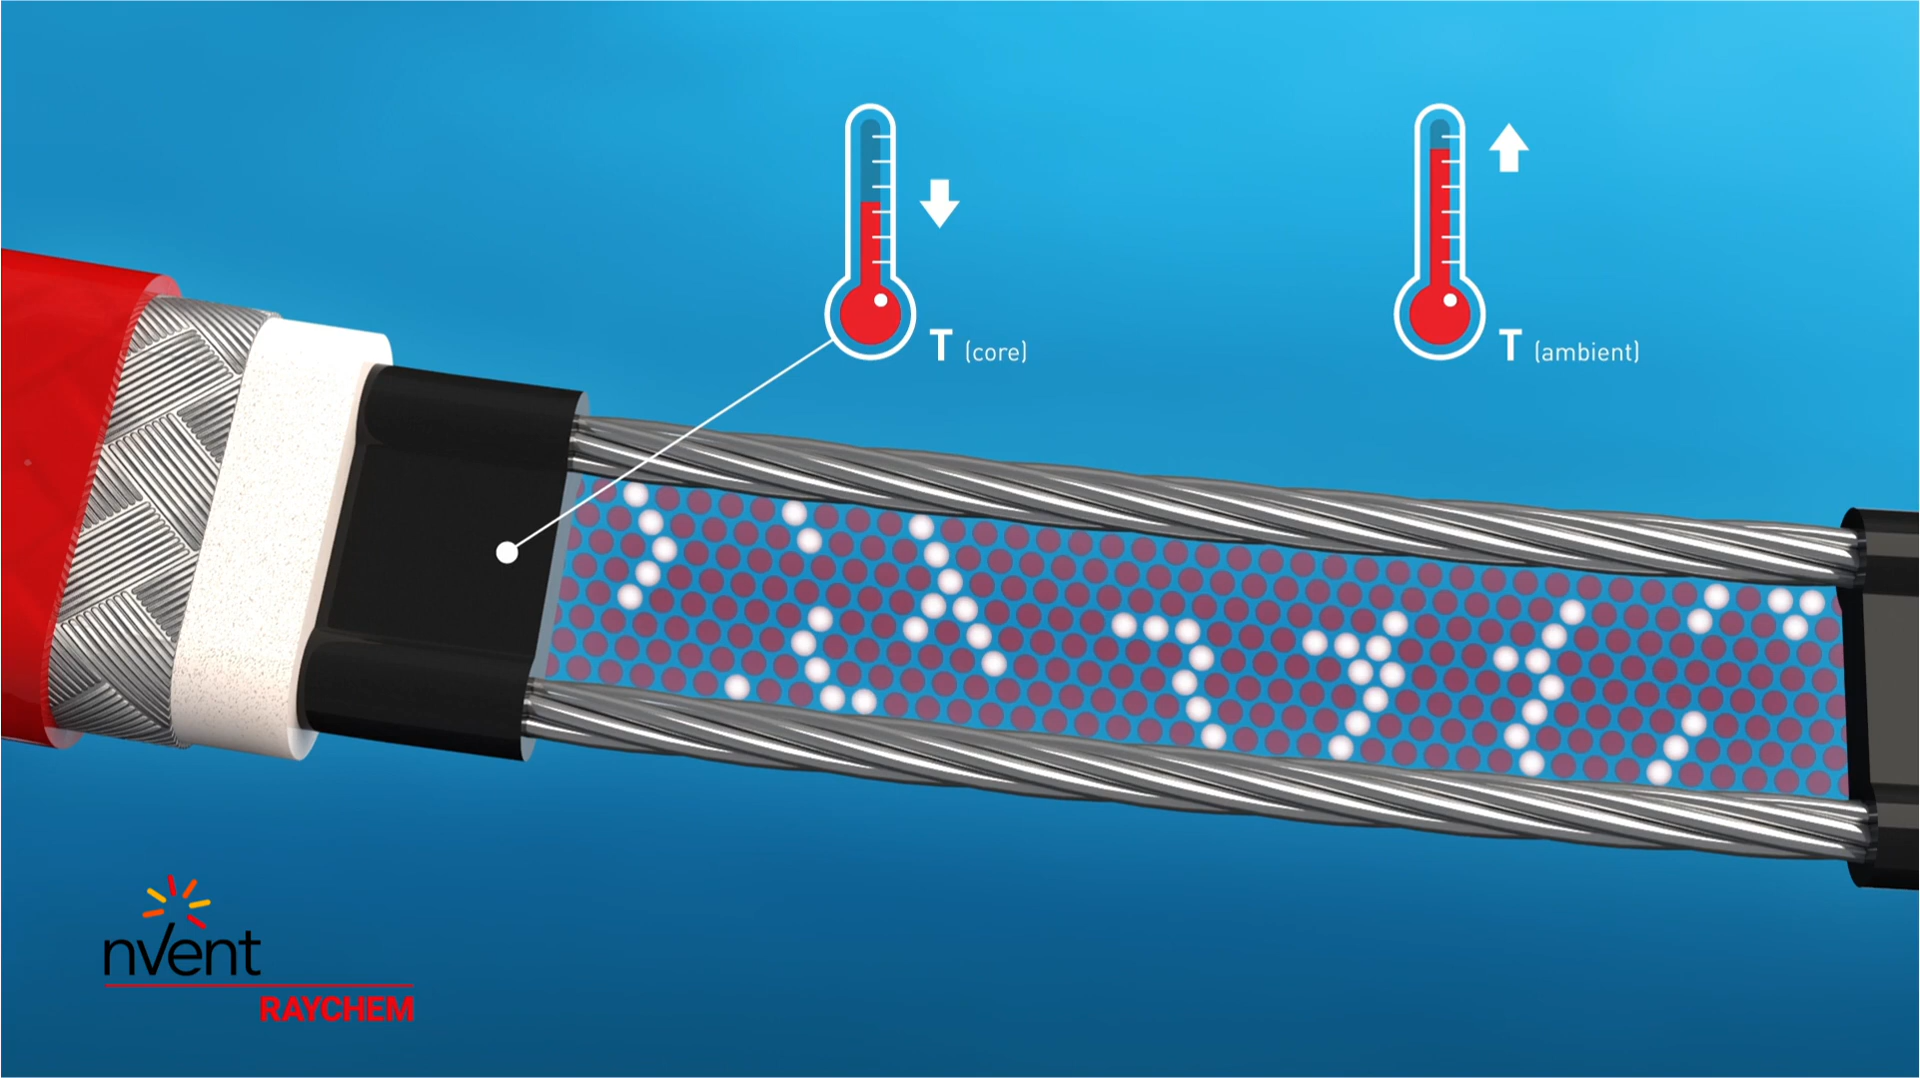 T (core)
T (ambient)
nVent
RAYCHEM